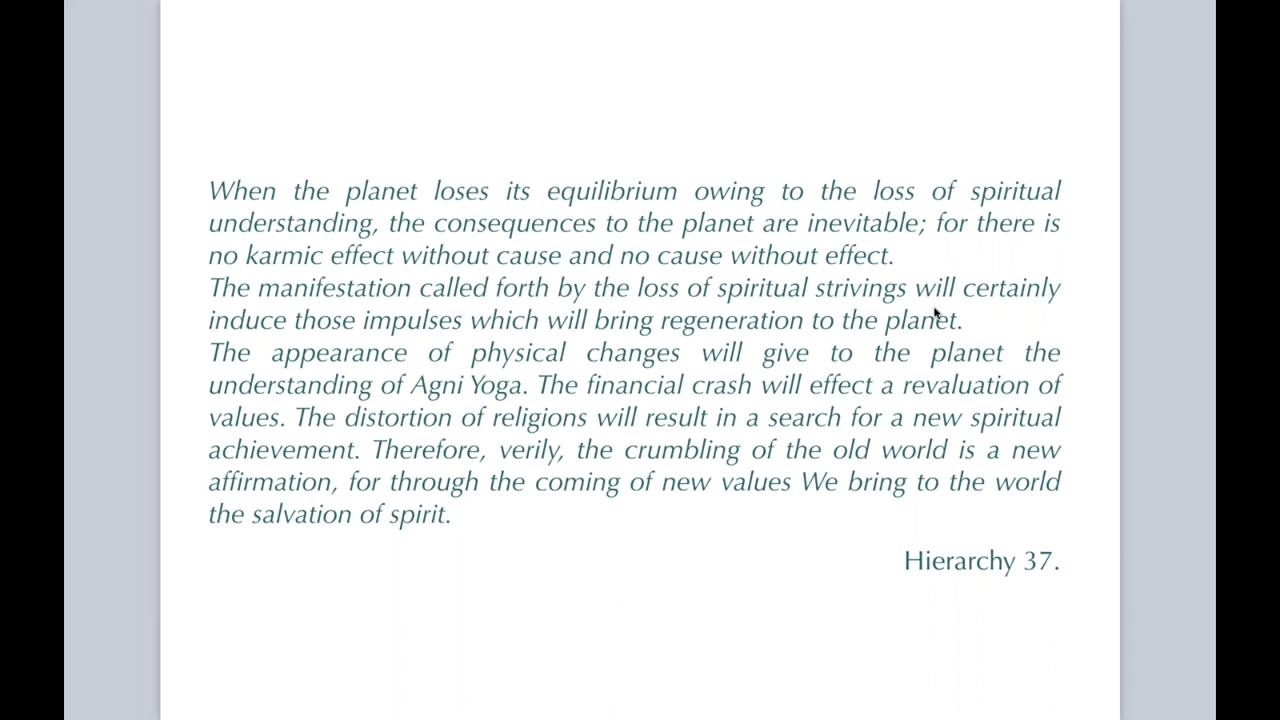 When the planet loses its equilibrium owing to the loss of spiritual
understanding, the consequences to the planet are inevitable; for there is
no karmic effect without cause and no cause without effect.
The manifestation called forth by the loss of spiritual strivings will certainly
induce those impulses which will bring regeneration to the planet.
The appearance of physical changes will give to the planet the
understanding of Agni Yoga. The financial crash will effect a revaluation of
values. The distortion of religions will result in a search for a new spiritual
achievement. Therefore, verily, the crumbling of the old world is a new
affirmation, for through the coming of new values We bring to the world
the salvation of spirit.
Hierarchy 37.